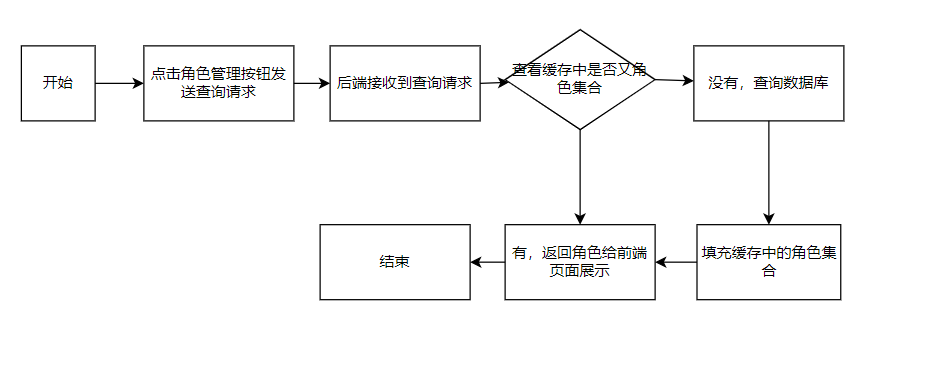 开始
点击角色管理按钮发
送查询请求
后端接收到查询请求
查看缓存中是否又角
色集合
没有，查询数据库
结束
有，返回角色给前端
页面展示
填充缓存中的角色集
合